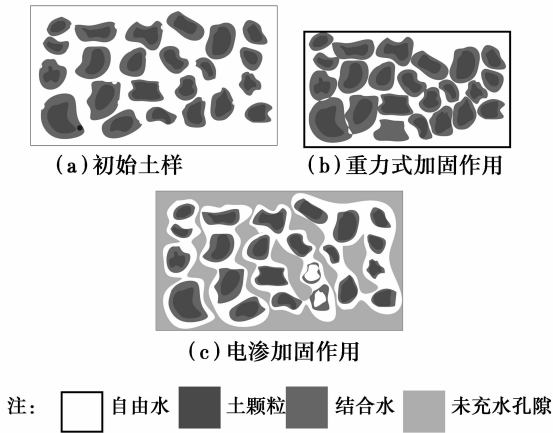 (a)初始土样
(b)重力式加固作用
(c)电渗加固作用
注: 自由水 土颗粒 结合水 未充水孔隙